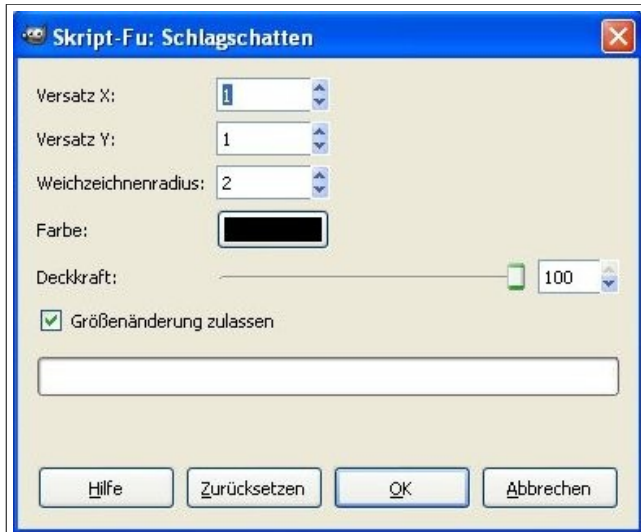 Skript-Fu: Schlagschatten
Versatz X: 1
Versatz Y: 1
Weichzeichnenradius: 2
Farbe:
Deckkraft: 100
Größenänderung zulassen
Hilfe Zurücksetzen OK Abbrechen